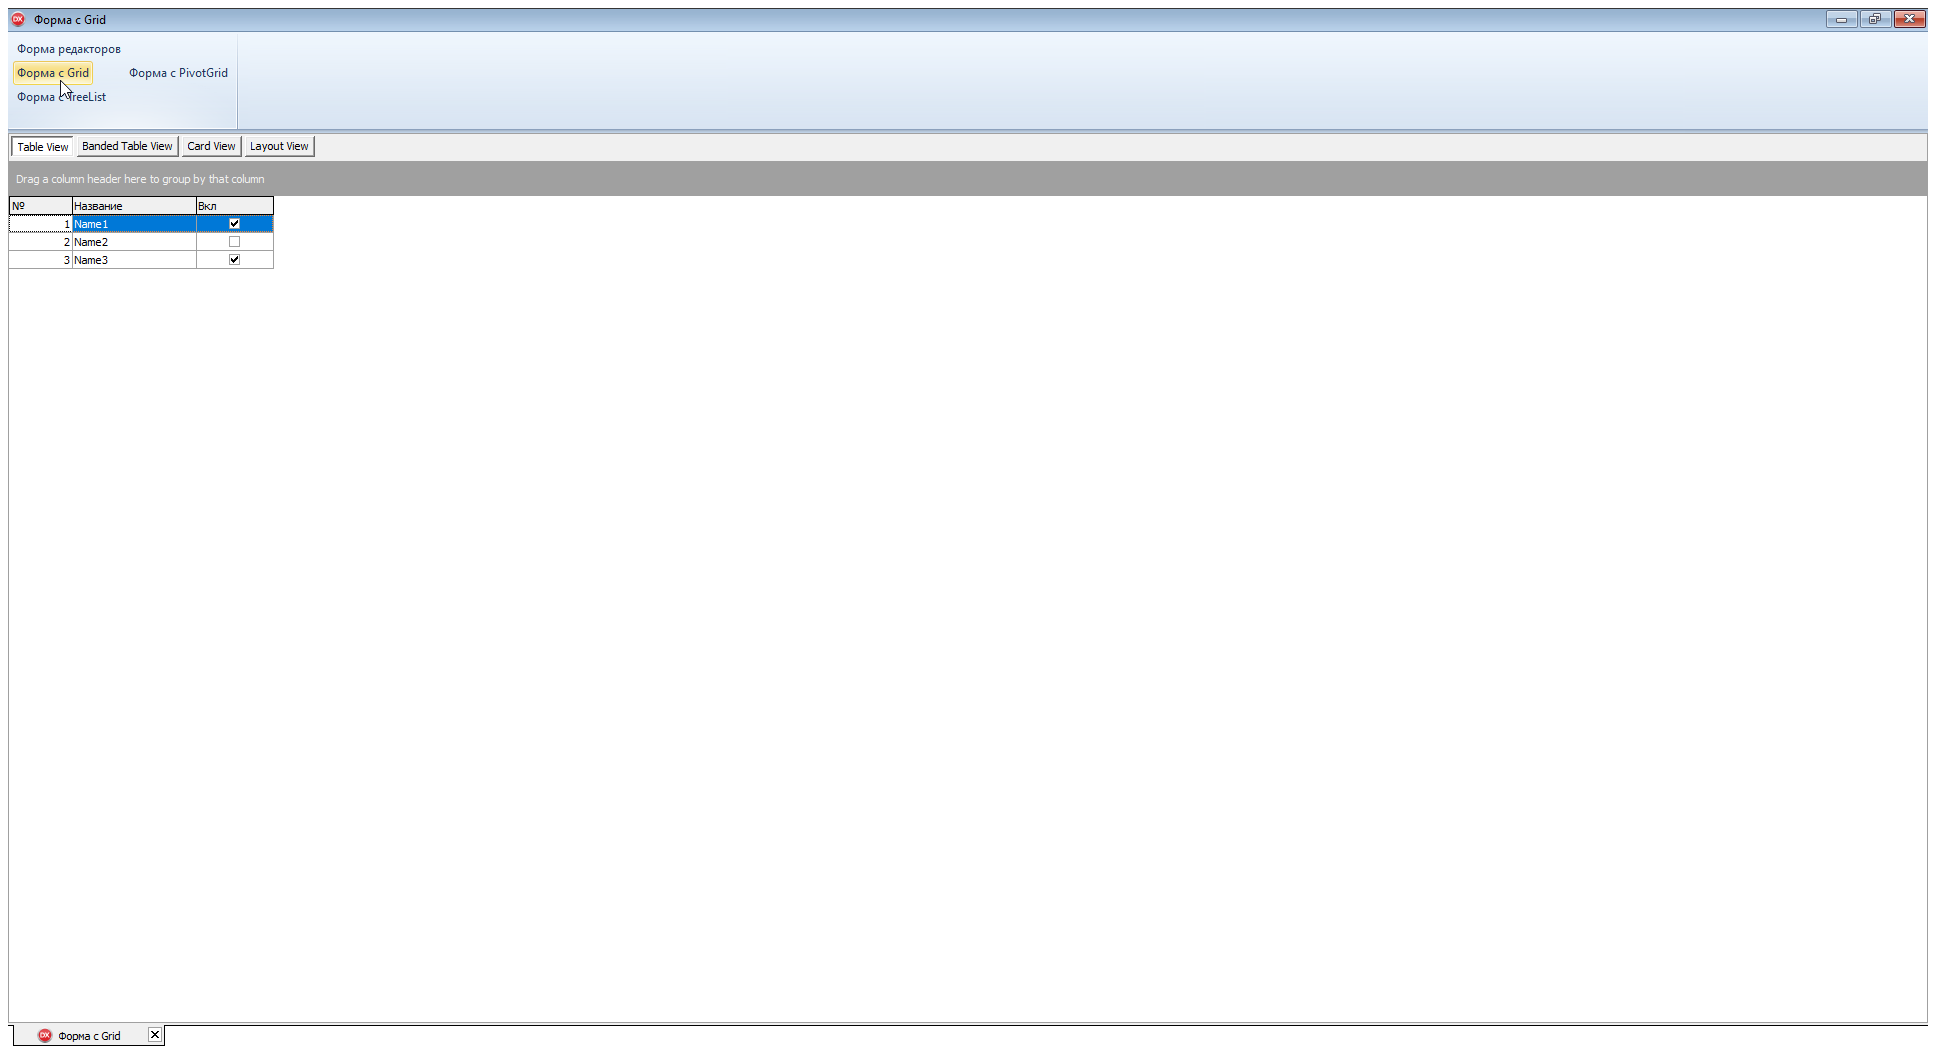 DX Форма с Grid
Форма редакторов
Форма с Grid Форма с PivotGrid
Форма с TreeList
Table View Banded Table View Card View Layout View
Drag a column header here to group by that column
№ Название Вкл
1 Name1
2 Name2
3 Name3
DX Форма с Grid